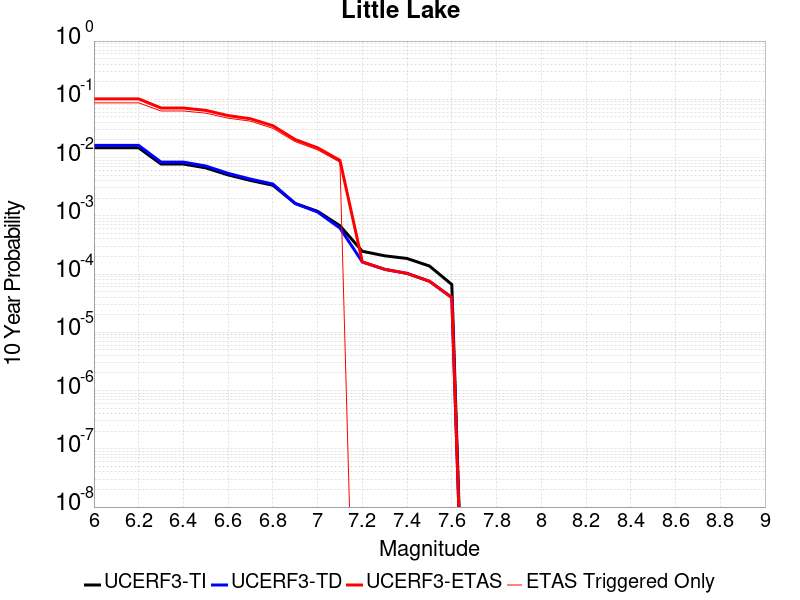 Little Lake
10 Year Probability
10^0
10^-1
10^-2
10^-3
10^-4
10^-5
10^-6
10^-7
10^-8
6 6.2 6.4 6.6 6.8 7 7.2 7.4 7.6 7.8 8 8.2 8.4 8.6 8.8 9
Magnitude
UCERF3-TI UCERF3-TD UCERF3-ETAS ETAS Triggered Only